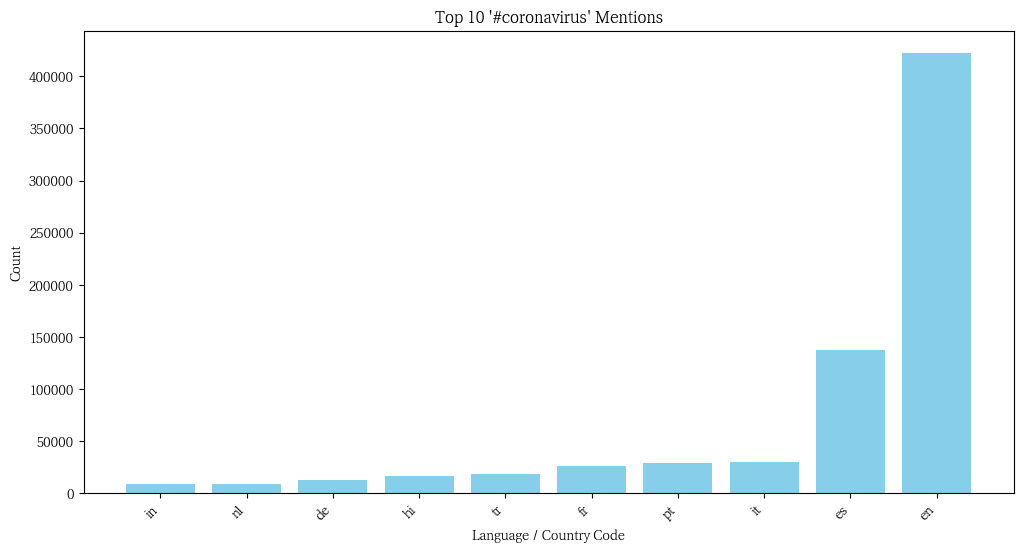 Top 10 '#coronavirus' Mentions
Count
400000
350000
300000
250000
200000
150000
100000
50000
0
in
nl
de
hi
tr
fr
pt
it
es
en
Language / Country Code